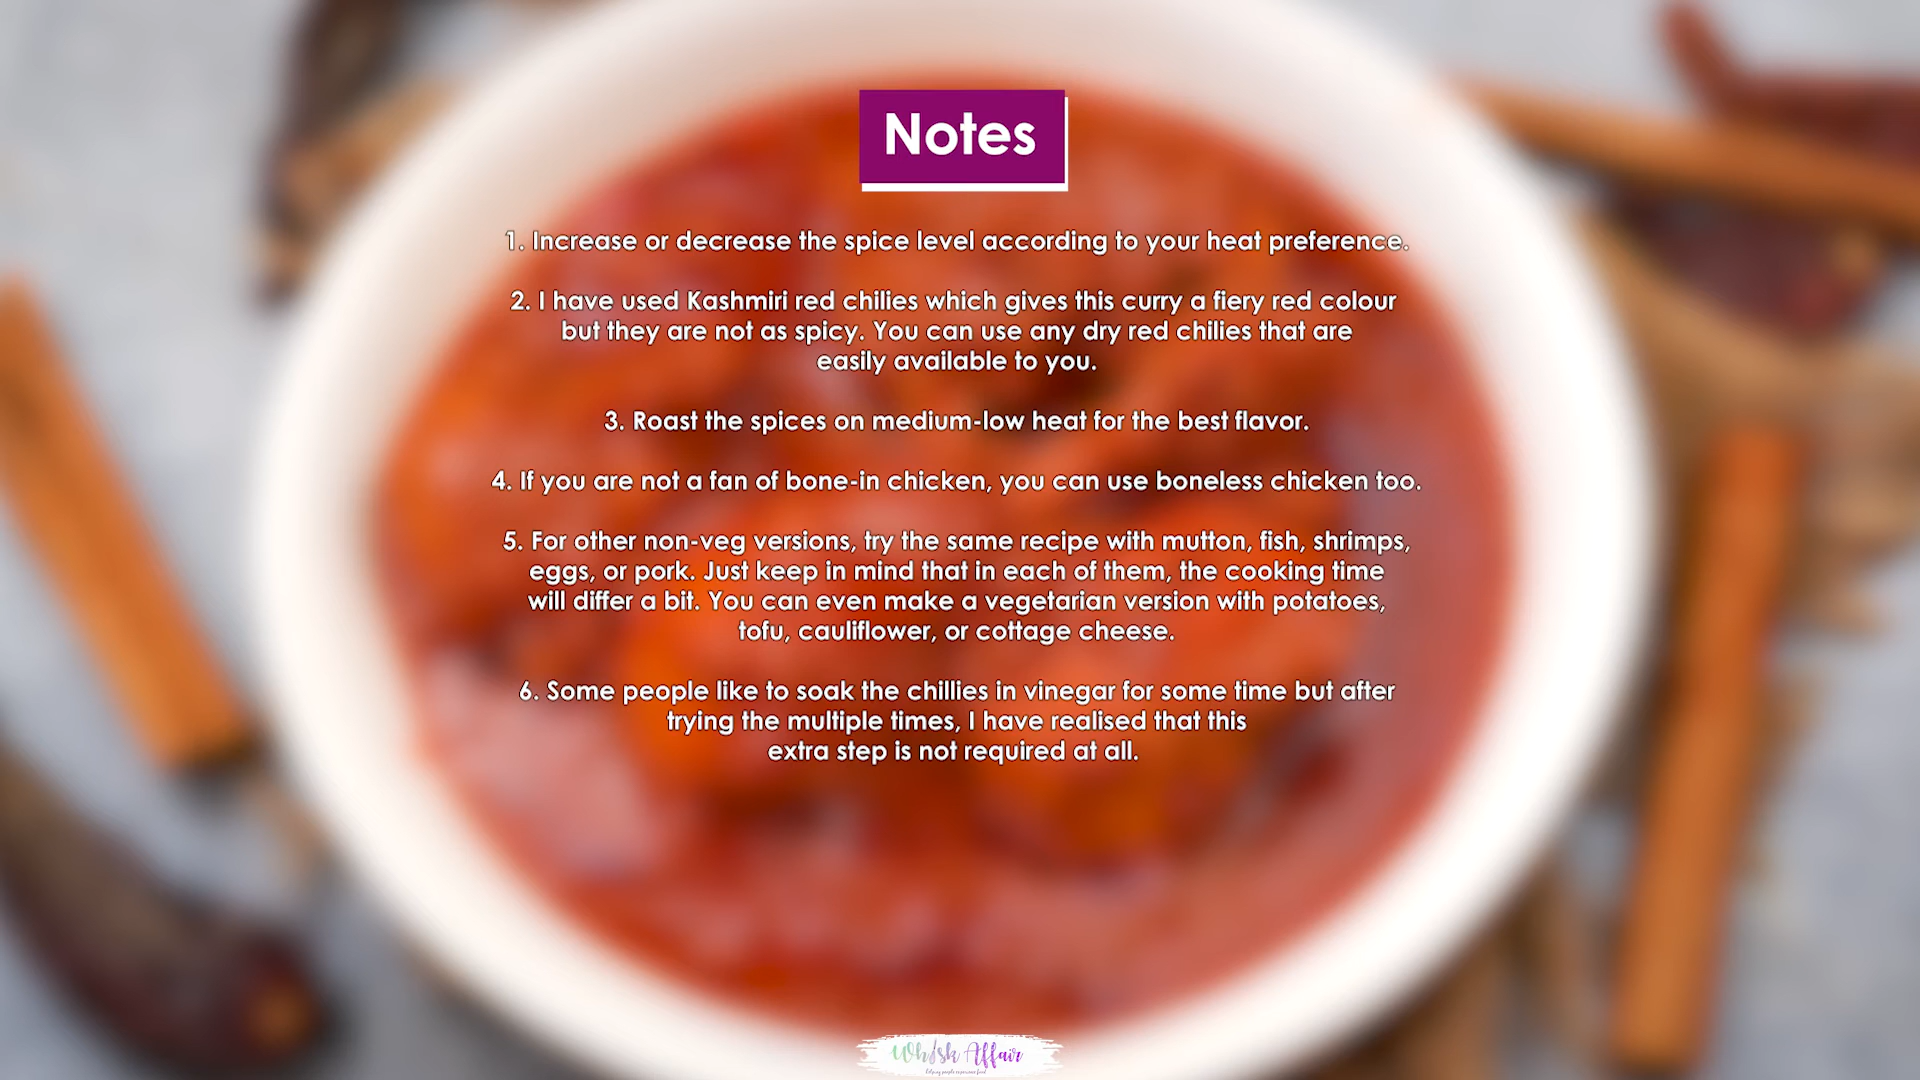 Notes
1. Increase or decrease the spice level according to your heat preference.
2. I have used Kashmiri red chilies which gives this curry a fiery red colour
but they are not as spicy. You can use any dry red chilies that are
easily available to you.
3. Roast the spices on medium-low heat for the best flavor.
4. If you are not a fan of bone-in chicken, you can use boneless chicken too.
5. For other non-veg versions, try the same recipe with mutton, fish, shrimps,
eggs, or pork. Just keep in mind that in each of them, the cooking time
will differ a bit. You can even make a vegetarian version with potatoes,
tofu, cauliflower, or cottage cheese.
6. Some people like to soak the chillies in vinegar for some time but after
trying the multiple times, I have realised that this
extra step is not required at all.
Whisk Affair